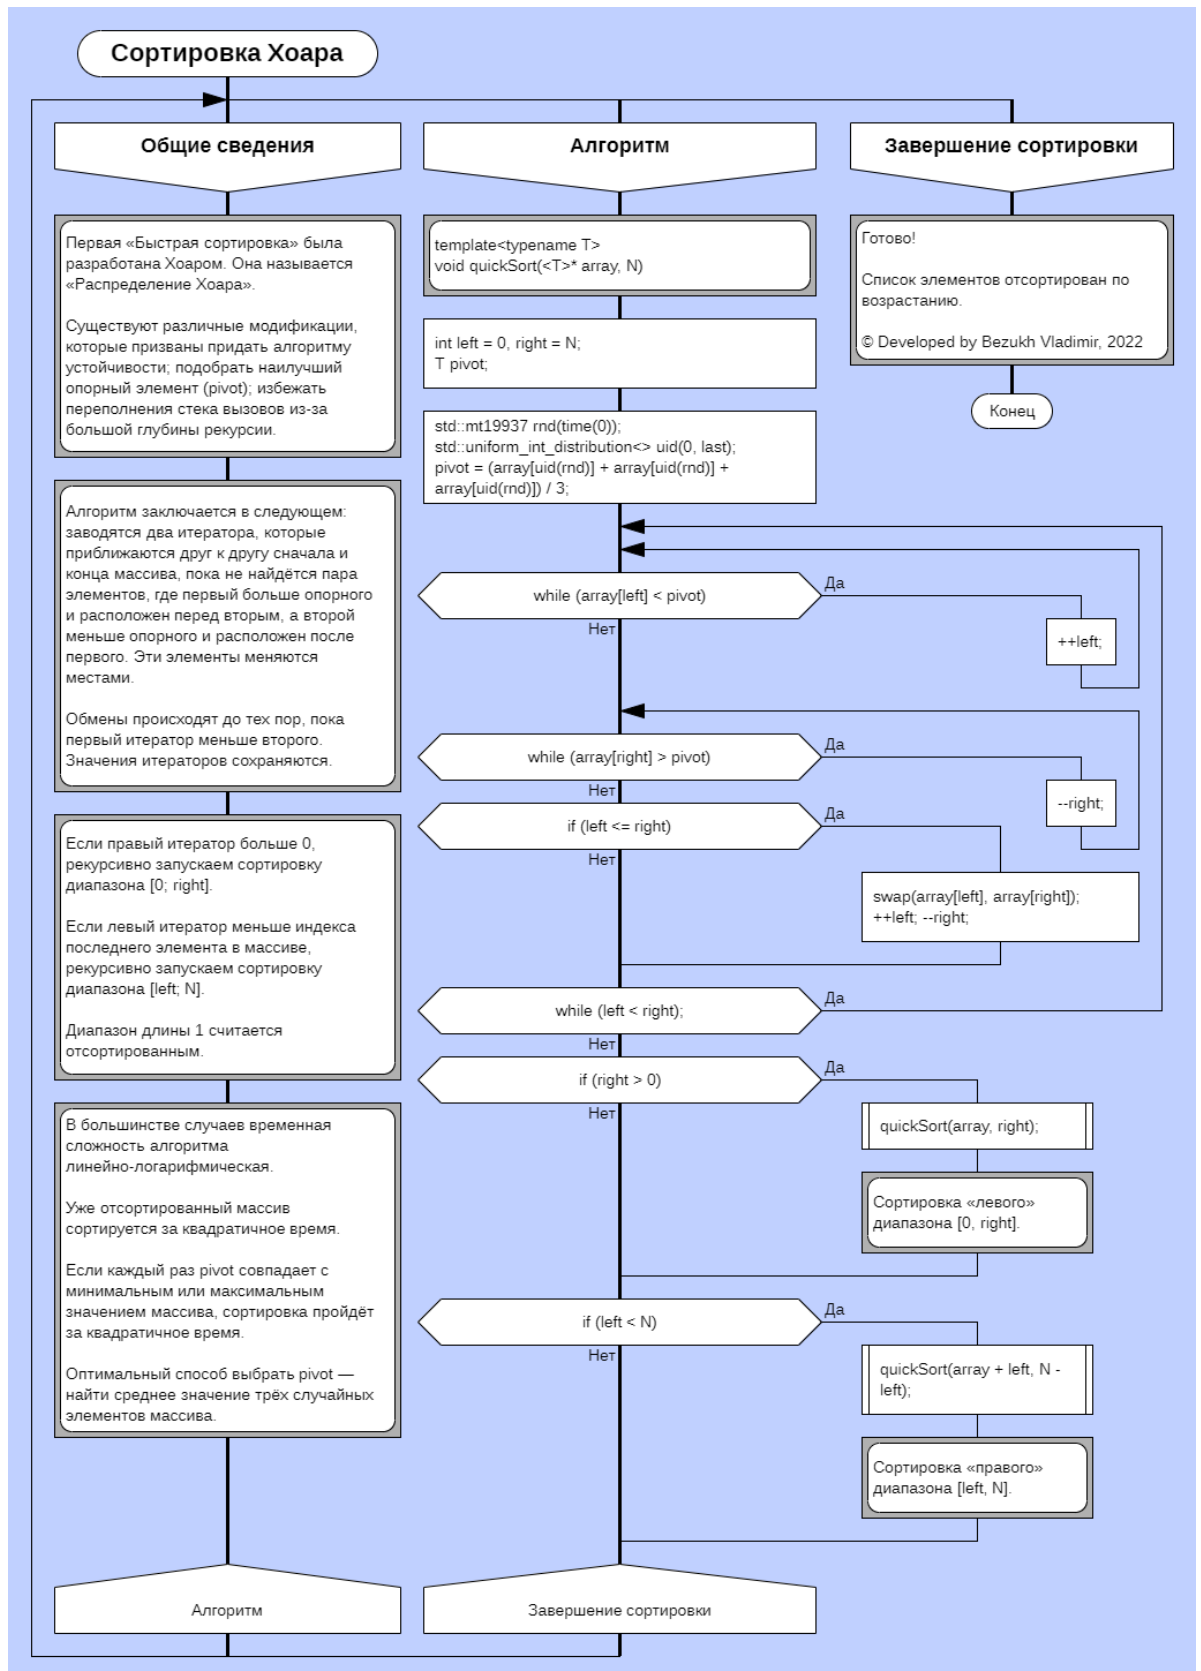 Сортировка Хоара
Общие сведения
Первая «Быстрая сортировка» была
разработана Хоаром. Она называется
«Распределение Хоара».
Существуют различные модификации,
которые призваны придать алгоритму
устойчивости; подобрать наилучший
опорный элемент (pivot); избежать
переполнения стека вызовов из-за
большой глубины рекурсии.
Алгоритм заключается в следующем:
заводятся два итератора, которые
приближаются друг к другу сначала и
конца массива, пока не найдётся пара
элементов, где первый больше опорного
и расположен перед вторым, а второй
меньше опорного и расположен после
первого. Эти элементы меняются
местами.
Обмены происходят до тех пор, пока
первый итератор меньше второго.
Значения итераторов сохраняются.
Если правый итератор больше 0,
рекурсивно запускаем сортировку
диапазона [0; right].
Если левый итератор меньше индекса
последнего элемента в массиве,
рекурсивно запускаем сортировку
диапазона [left; N].
Диапазон длины 1 считается
отсортированным.
В большинстве случаев временная
сложность алгоритма
линейно-логарифмическая.
Уже отсортированный массив
сортируется за квадратичное время.
Если каждый раз pivot совпадает с
минимальным или максимальным
значением массива, сортировка пройдёт
за квадратичное время.
Оптимальный способ выбрать pivot —
найти среднее значение трёх случайных
элементов массива.
Алгоритм
Алгоритм
template<typename T>
void quickSort(<T>* array, N)
int left = 0, right = N;
T pivot;
std::mt19937 rnd(time(0));
std::uniform_int_distribution<> uid(0, last);
pivot = (array[uid(rnd)] + array[uid(rnd)] +
array[uid(rnd)]) / 3;
while (array[left] < pivot)
Да
Нет
++left;
while (array[right] > pivot)
Да
Нет
--right;
if (left <= right)
Да
Нет
swap(array[left], array[right]);
++left; --right;
while (left < right);
Да
Нет
if (right > 0)
Да
Нет
quickSort(array, right);
Сортировка «левого»
диапазона [0, right].
if (left < N)
Да
Нет
quickSort(array + left, N -
left);
Сортировка «правого»
диапазона [left, N].
Завершение сортировки
Завершение сортировки
Готово!
Список элементов отсортирован по
возрастанию.
© Developed by Bezukh Vladimir, 2022
Конец